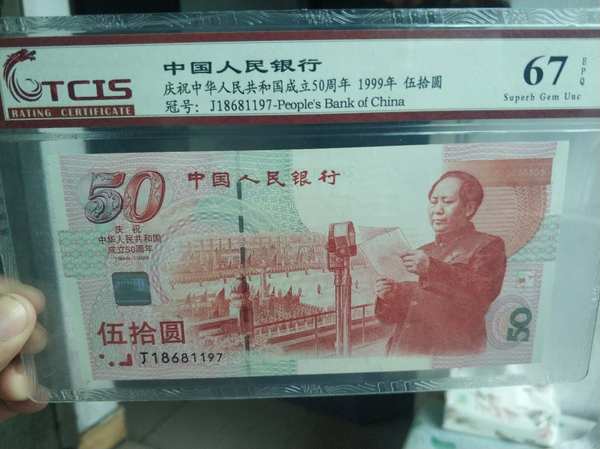 TCIS
RATING CERTIFICATE
中国人民银行
庆祝中华人民共和国成立50周年 1999年 伍拾圆
冠号: J18681197-People's Bank of China
67
EPQ
Superb Gem Unc
50
中国人民银行
庆祝
中华人民共和国
成立50周年
1949-1999
伍拾圆
J18681197
50